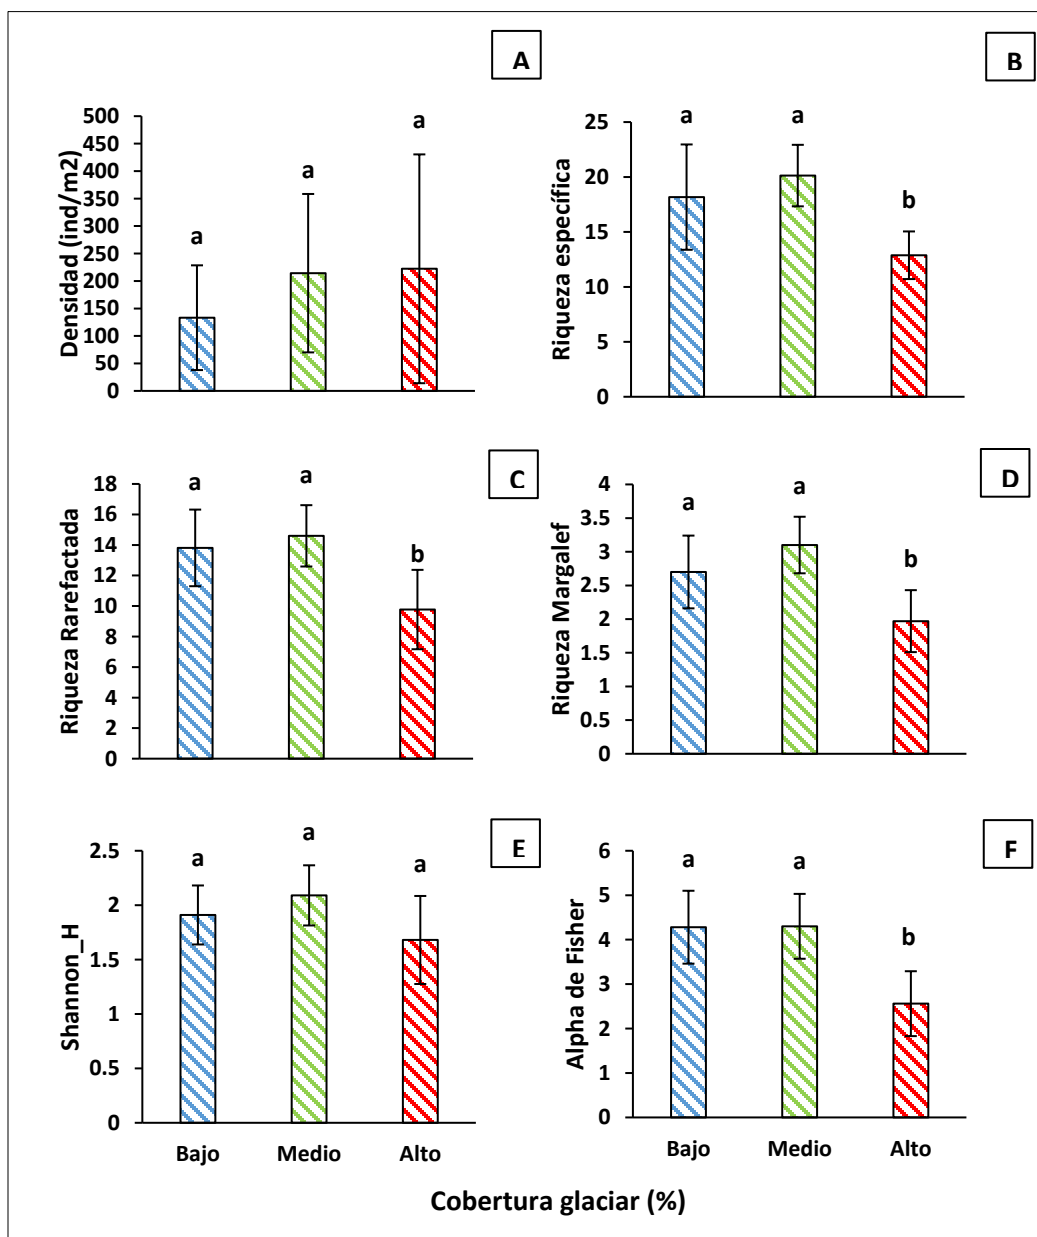 A
Densidad (ind/m2)
500
450
400
350
300
250
200
150
100
50
0
a
a
a
B
Riqueza específica
25
20
15
10
5
0
a
a
b
C
Riqueza Rarefactada
18
16
14
12
10
8
6
4
2
0
a
a
b
D
Riqueza Margalef
4
3.5
3
2.5
2
1.5
1
0.5
0
a
a
b
E
Shannon_H
2.5
2
1.5
1
0.5
0
a
a
a
Bajo
Medio
Alto
F
Alpha de Fisher
6
5
4
3
2
1
0
a
a
b
Bajo
Medio
Alto
Cobertura glaciar (%)